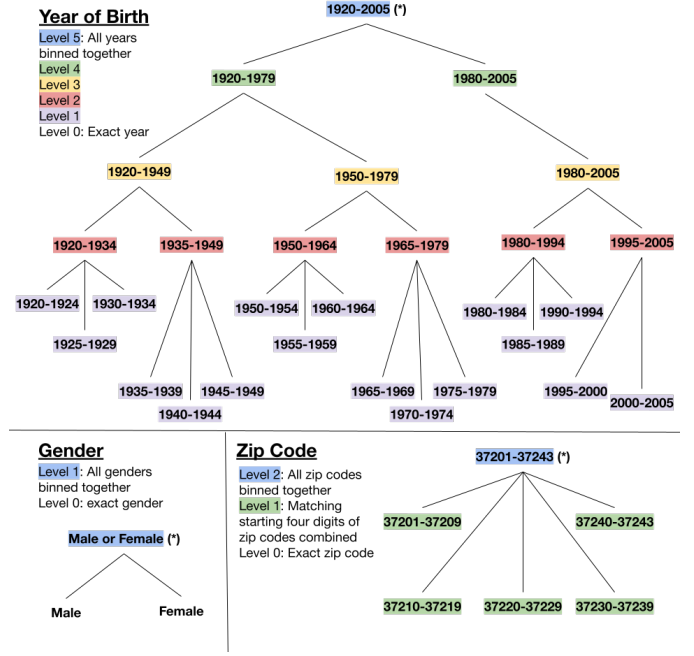 Year of Birth
Level 5: All years
binned together
Level 4
Level 3
Level 2
Level 1
Level 0: Exact year
1920-2005 (*)
1920-1979
1980-2005
1920-1949
1950-1979
1980-2005
1920-1934
1935-1949
1950-1964
1965-1979
1980-1994
1995-2005
1920-1924
1930-1934
1925-1929
1935-1939
1945-1949
1940-1944
1950-1954
1960-1964
1955-1959
1965-1969
1975-1979
1970-1974
1980-1984
1990-1994
1985-1989
1995-2000
2000-2005
Gender
Level 1: All genders
binned together
Level 0: exact gender
Male or Female (*)
Male
Female
Zip Code
Level 2: All zip codes
binned together
Level 1: Matching
starting four digits of
zip codes combined
Level 0: Exact zip code
37201-37243 (*)
37201-37209
37240-37243
37210-37219
37220-37229
37230-37239